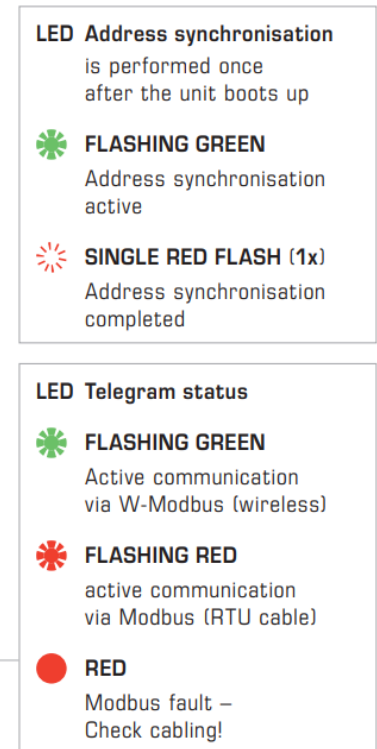 LED Address synchronisation
is performed once
after the unit boots up
FLASHING GREEN
Address synchronisation
active
SINGLE RED FLASH (1x)
Address synchronisation
completed
LED Telegram status
FLASHING GREEN
Active communication
via W-Modbus (wireless)
FLASHING RED
active communication
via Modbus (RTU cable)
RED
Modbus fault –
Check cabling!